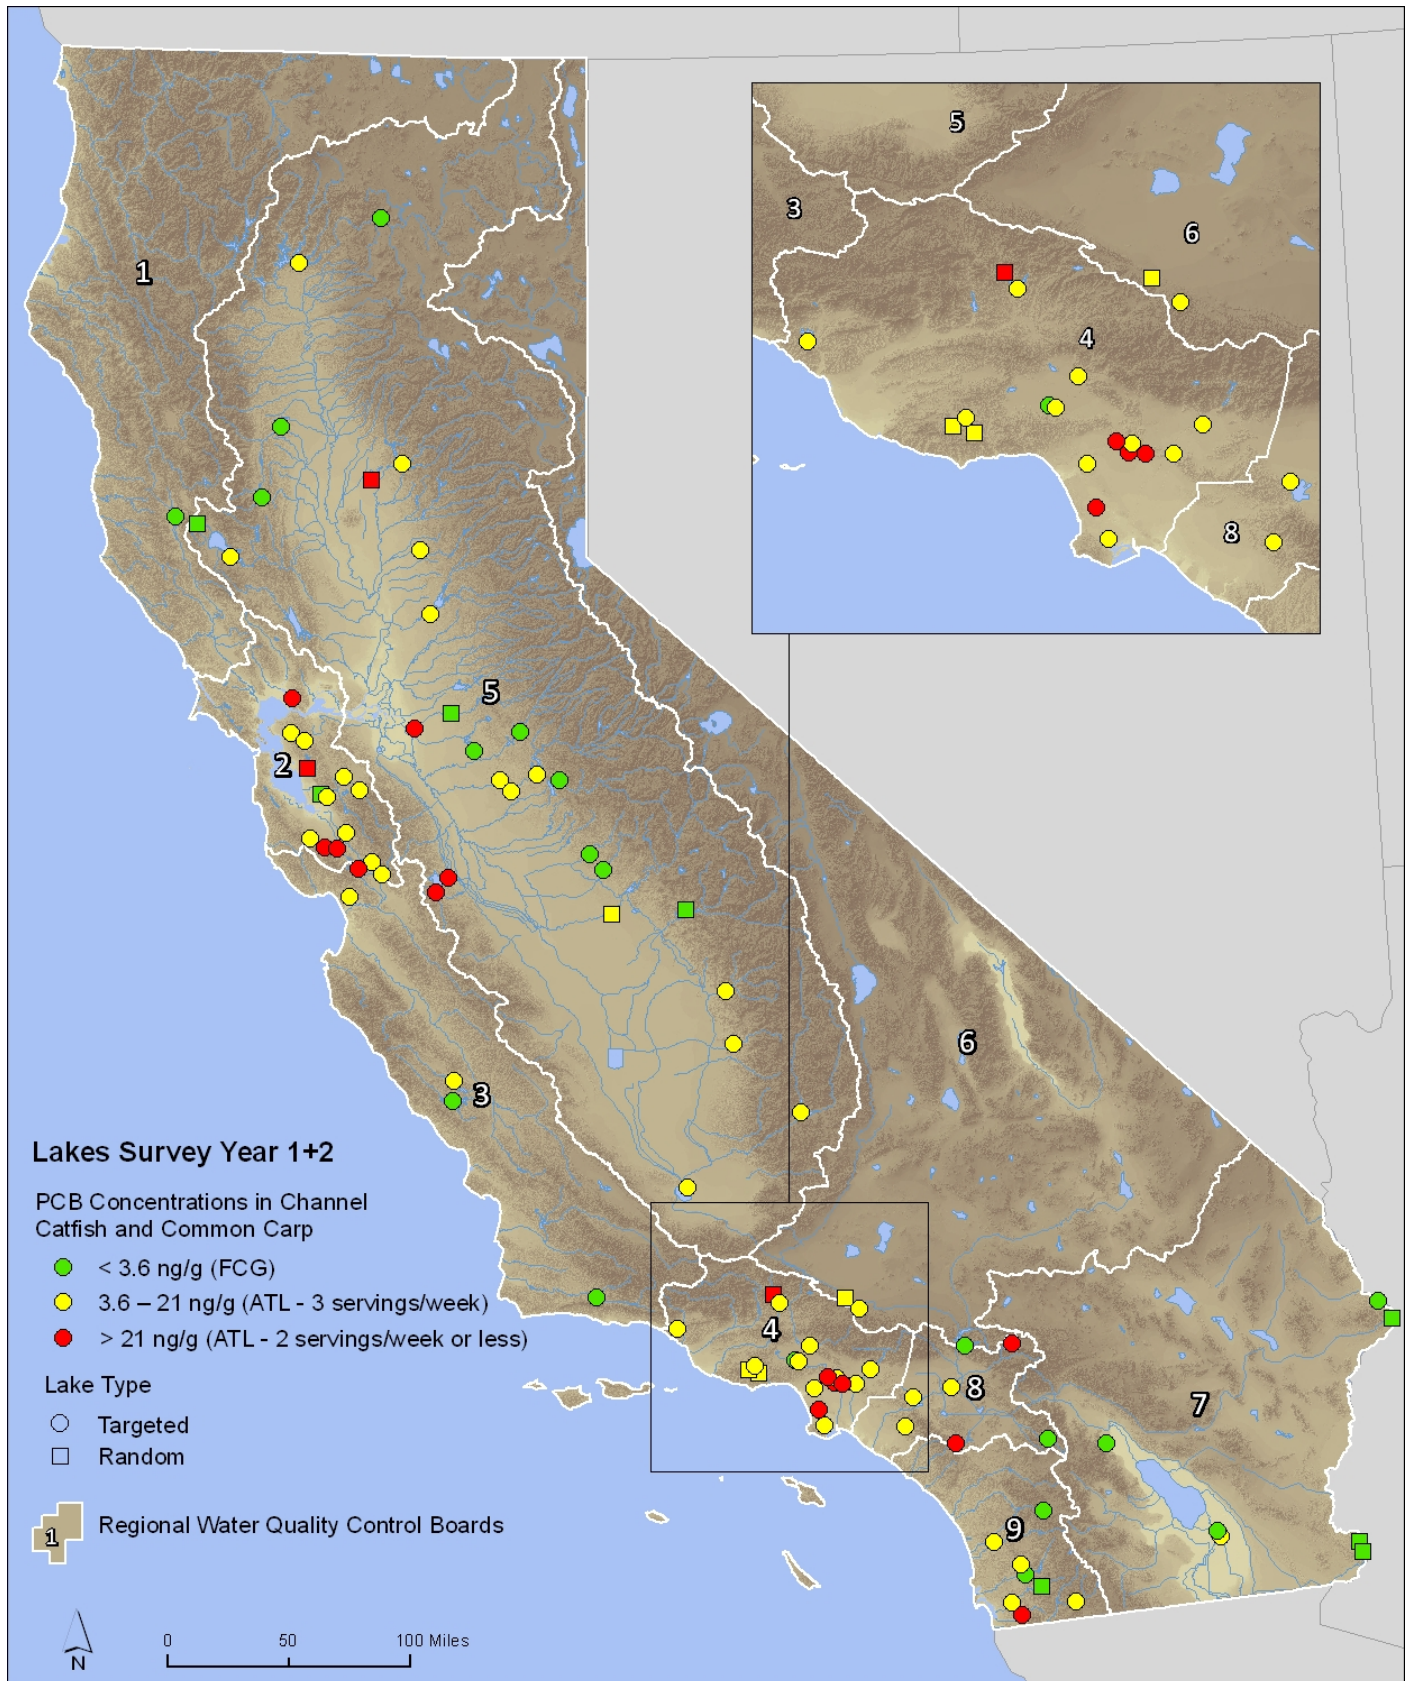 5
3
6
4
8
1
5
2
6
3
4
8
7
9
Lakes Survey Year 1+2
PCB Concentrations in Channel
Catfish and Common Carp
< 3.6 ng/g (FCG)
3.6 – 21 ng/g (ATL - 3 servings/week)
> 21 ng/g (ATL - 2 servings/week or less)
Lake Type
Targeted
Random
1 Regional Water Quality Control Boards
N
0 50 100 Miles